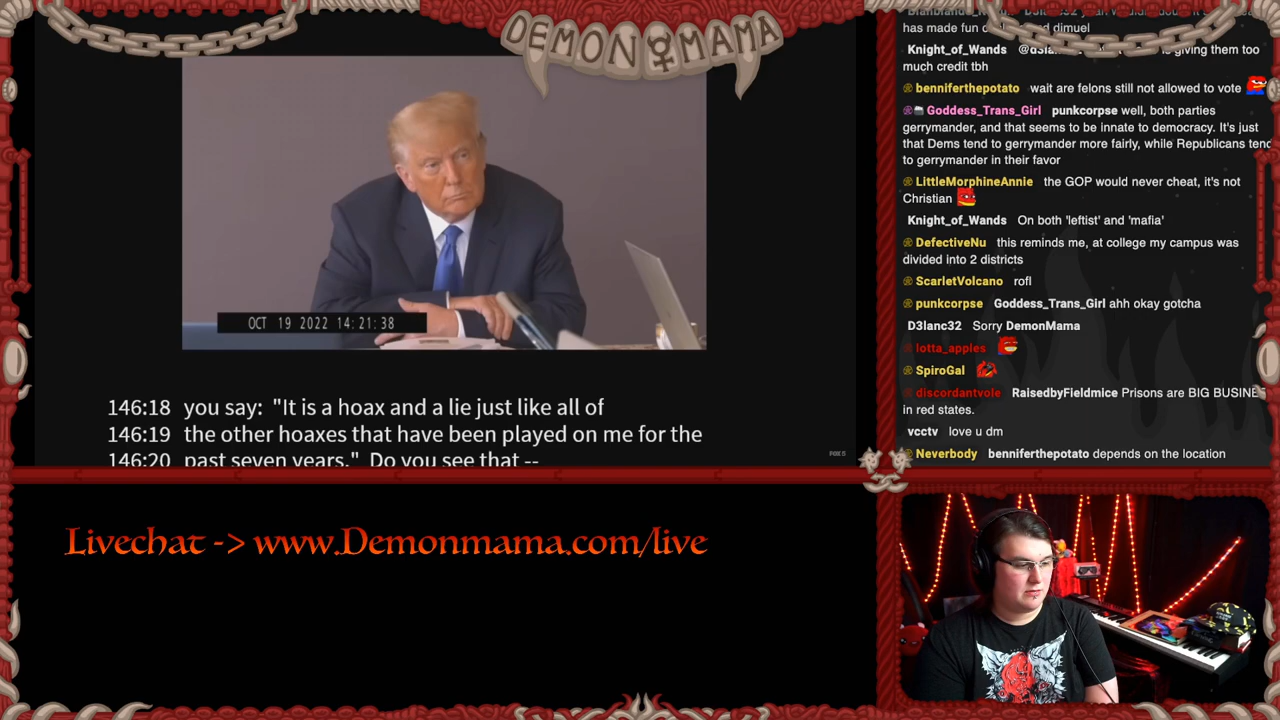 DEMON MAMA
OCT 19 2022 14:21:38
146:18 you say: "It is a hoax and a lie just like all of
146:19 the other hoaxes that have been played on me for the
146:20 past seven years." Do you see that --
FOX 5
Livechat -> www.Demonmama.com/live
has made fun dimuel
Knight_of_Wands giving them too
much credit tbh
benniferthepotato wait are felons still not allowed to vote
Goddess_Trans_Girl punkcorpse well, both parties
gerrymander, and that seems to be innate to democracy. It's just
that Dems tend to gerrymander more fairly, while Republicans tend
to gerrymander in their favor
LittleMorphineAnnie the GOP would never cheat, it's not
Christian
Knight_of_Wands On both 'leftist' and 'mafia'
DefectiveNu this reminds me, at college my campus was
divided into 2 districts
ScarletVolcano rofl
punkcorpse Goddess_Trans_Girl ahh okay gotcha
D3lanc32 Sorry DemonMama
lotta_apples
SpiroGal
discordantvole RaisedbyFieldmice Prisons are BIG BUSINE
in red states.
vcctv love u dm
Neverbody benniferthepotato depends on the location